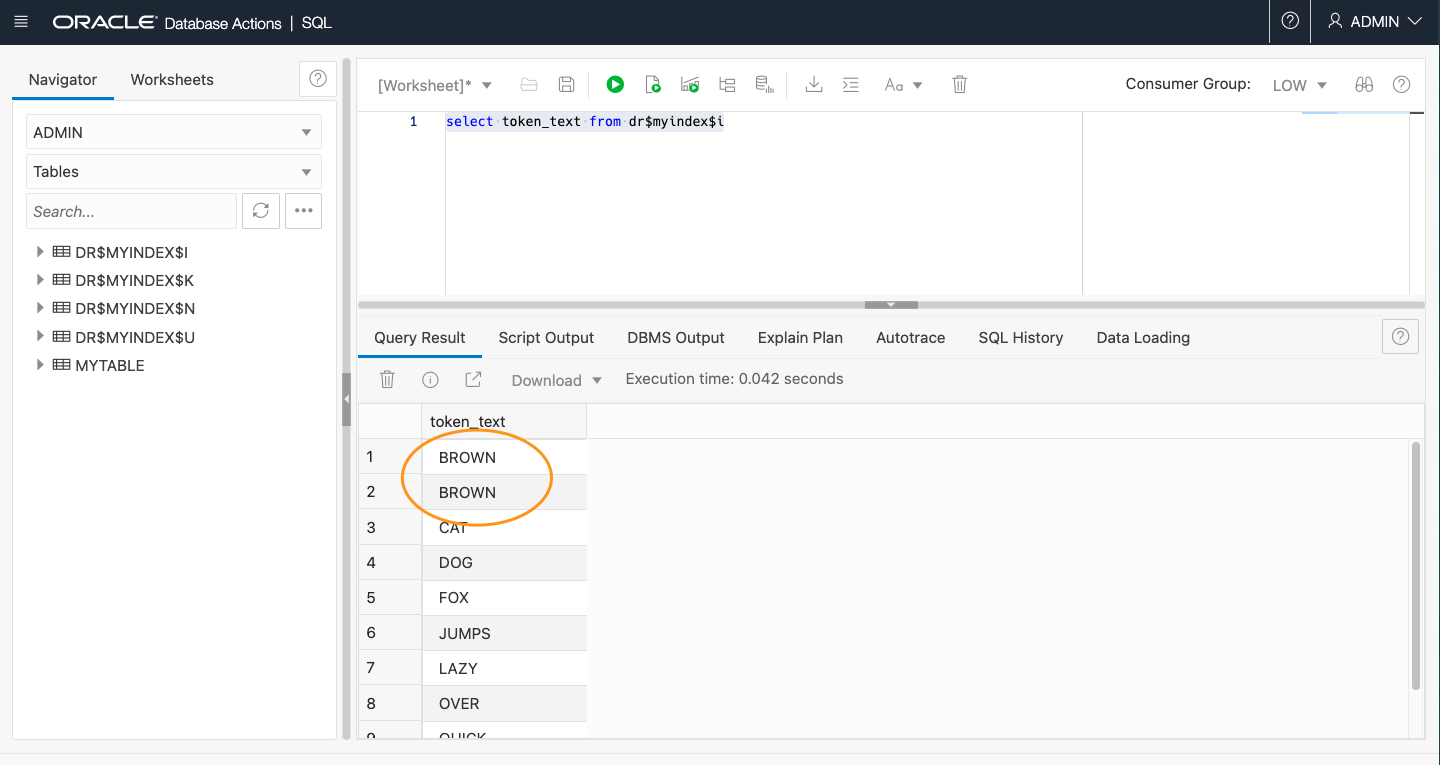 ORACLE Database Actions | SQL
ADMIN
Navigator Worksheets
ADMIN
Tables
Search...
DR$MYINDEX$I
DR$MYINDEX$K
DR$MYINDEX$N
DR$MYINDEX$U
MYTABLE
[Worksheet]* Aa Consumer Group: LOW
1 select token_text from dr$myindex$i
Query Result Script Output DBMS Output Explain Plan Autotrace SQL History Data Loading
Download Execution time: 0.042 seconds
token_text
1 BROWN
2 BROWN
3 CAT
4 DOG
5 FOX
6 JUMPS
7 LAZY
8 OVER
9 QUICK